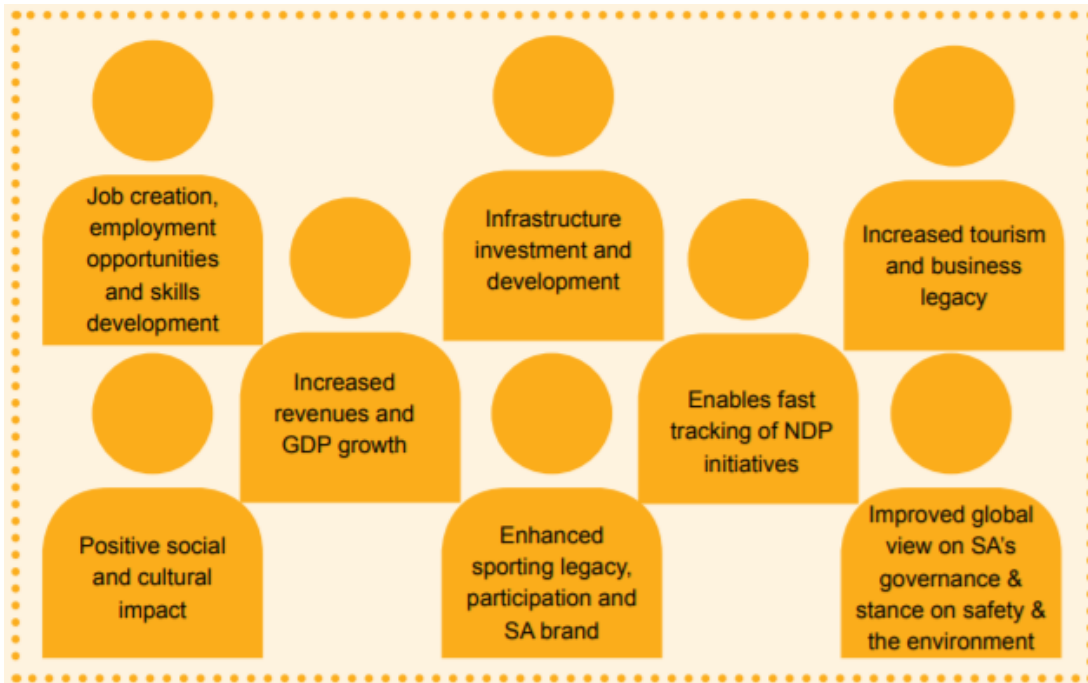 Job creation,
employment
opportunities
and skills
development
Infrastructure
investment and
development
Increased tourism
and business
legacy
Increased
revenues and
GDP growth
Enables fast
tracking of NDP
initiatives
Positive social
and cultural
impact
Enhanced
sporting legacy,
participation and
SA brand
Improved global
view on SA's
governance &
stance on safety &
the environment